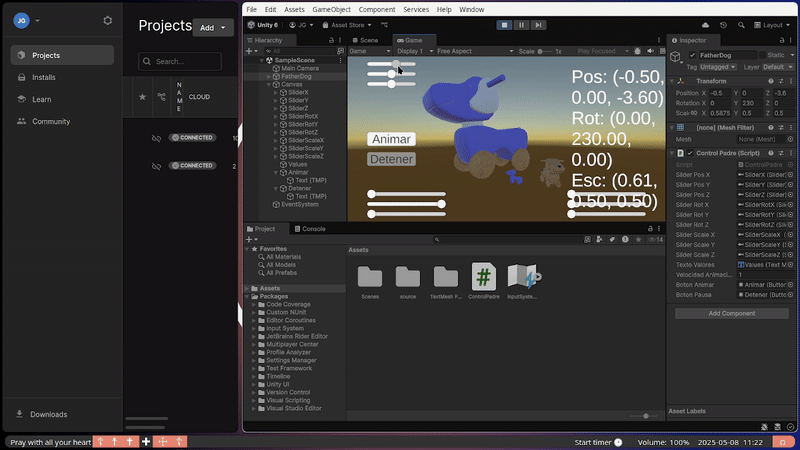 JG
Projects
Installs
Learn
Community
Downloads
Projects
Add
Search...
N
A
M
E
CLOUD
CONNECTED
CONNECTED
2
File Edit Assets GameObject Component Services Help Window
Unity 6 JG Asset Store Layout
Hierarchy
All
SampleScene
Main Camera
FatherDog
Canvas
SliderX
SliderY
SliderZ
SliderRotX
SliderRotY
SliderRotZ
SliderScaleX
SliderScaleY
SliderScaleZ
Values
Animar
Text (TMP)
Detener
Text (TMP)
EventSystem
Scene Game
Game Display 1 Free Aspect Scale 1x Play Focused
Animar
Detener
Pos: (-0.50,
0.00, -3.60)
Rot: (0.00,
230.00,
0.00)
Esc: (0.61,
0.50, 0.50)
Inspector
FatherDog Static
Tag Untagged Layer Default
Transform
Position X -0.5 Y 0 Z -3.6
Rotation X 0 Y 230 Z 0
Scale X 0.5875 Y 0.5 Z 0.5
[none] (Mesh Filter)
Mesh None (Mesh)
Control Padre (Script)
Script ControlPadre
Slider Pos X SliderX (Slider)
Slider Pos Y SliderY (Slider)
Slider Pos Z SliderZ (Slider)
Slider Rot X SliderRotX (Sli
Slider Rot Y SliderRotY (Sli
Slider Rot Z SliderRotZ (Sli
Slider Scale X SliderScaleX (
Slider Scale Y SliderScaleY (
Slider Scale Z SliderScaleZ (
Texto Valores Values (Text M
Velocidad Animaci... 1
Boton Animar Animar (Butto
Boton Pausa Detener (Butto
Add Component
Asset Labels
Project Console
14
Favorites
All Materials
All Models
All Prefabs
Assets
Packages
Code Coverage
Custom NUnit
Editor Coroutines
Input System
JetBrains Rider Editor
Multiplayer Center
Profile Analyzer
Settings Manager
Test Framework
Timeline
Unity UI
Version Control
Visual Scripting
Visual Studio Editor
Assets
Scenes source TextMesh F... ControlPadre InputSyste...
Pray with all your heart
Start timer Volume: 100% 2025-05-08 11:22